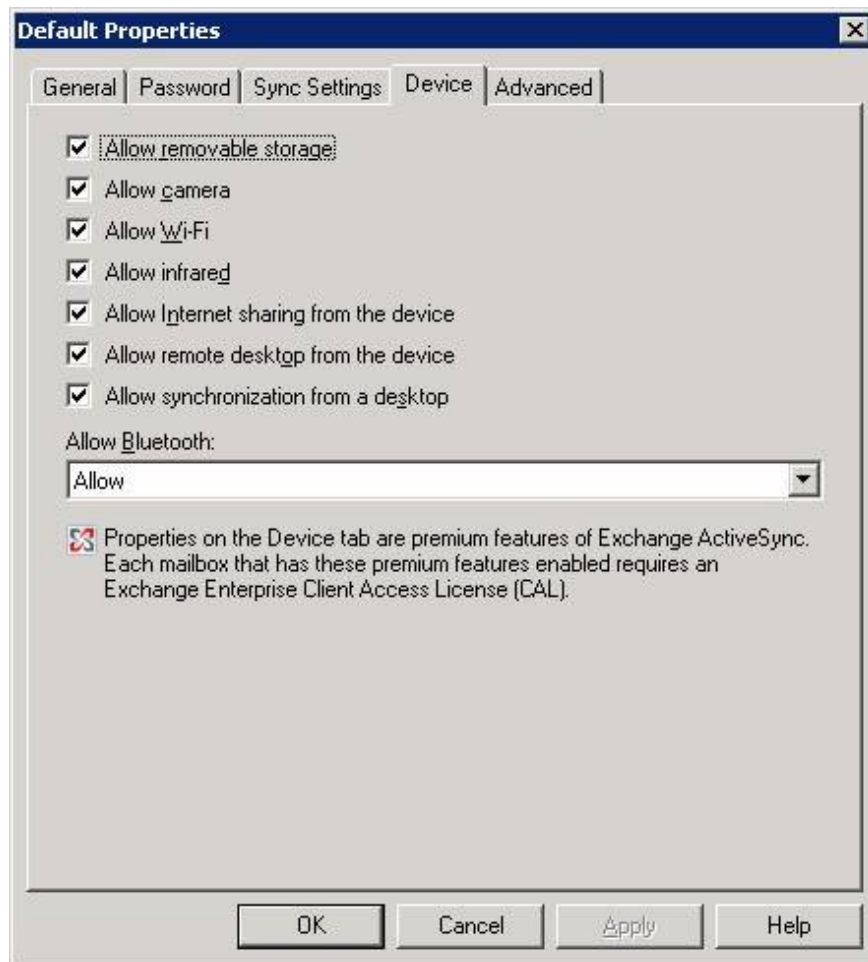 Default Properties
General Password Sync Settings Device Advanced
Allow removable storage
Allow camera
Allow Wi-Fi
Allow infrared
Allow Internet sharing from the device
Allow remote desktop from the device
Allow synchronization from a desktop
Allow Bluetooth:
Allow
Properties on the Device tab are premium features of Exchange ActiveSync.
Each mailbox that has these premium features enabled requires an
Exchange Enterprise Client Access License (CAL).
OK Cancel Apply Help